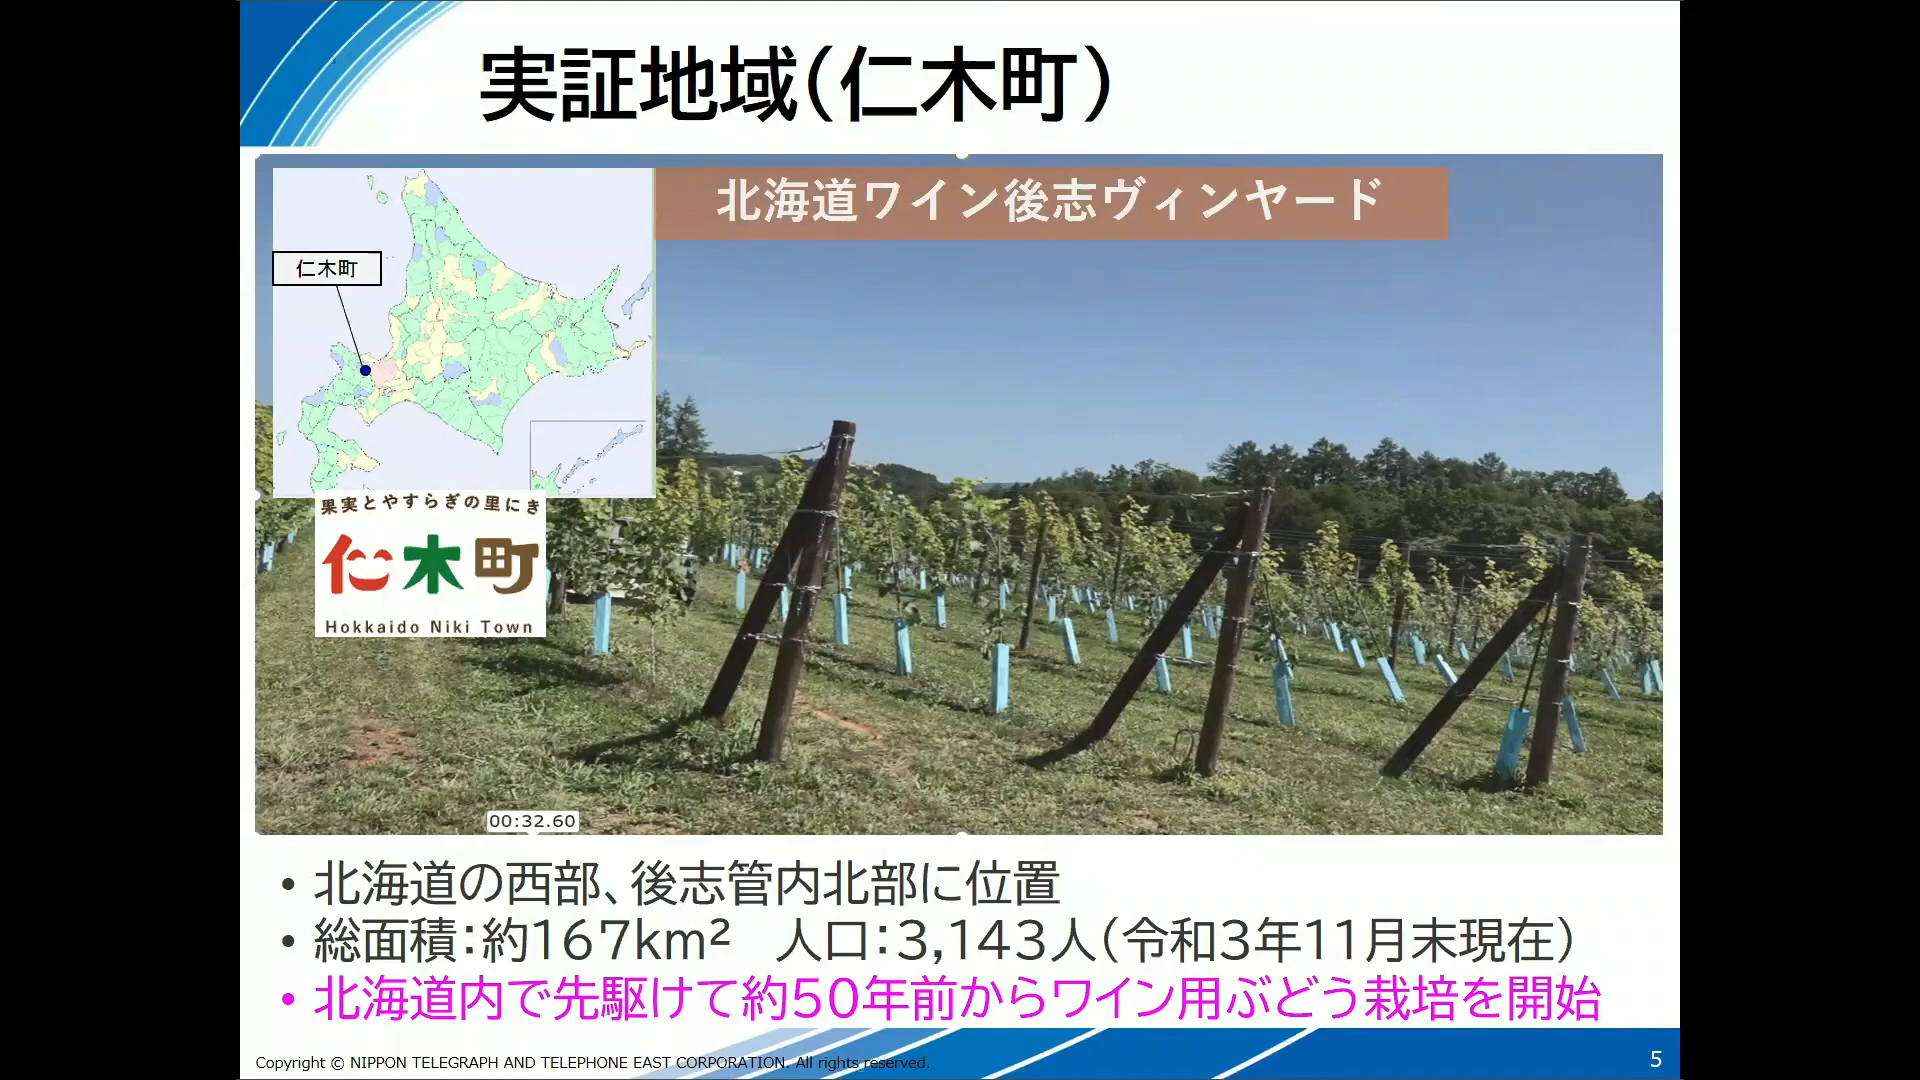 実証地域（仁木町）
北海道ワイン後志ヴィンヤード
仁木町
果実とやすらぎの里にき
仁木町
Hokkaido Niki Town
00:32.60
• 北海道の西部、後志管内北部に位置
• 総面積：約167km² 人口：3,143人（令和3年11月末現在）
• 北海道内で先駆けて約50年前からワイン用ぶどう栽培を開始
Copyright © NIPPON TELEGRAPH AND TELEPHONE EAST CORPORATION. All rights reserved.
5